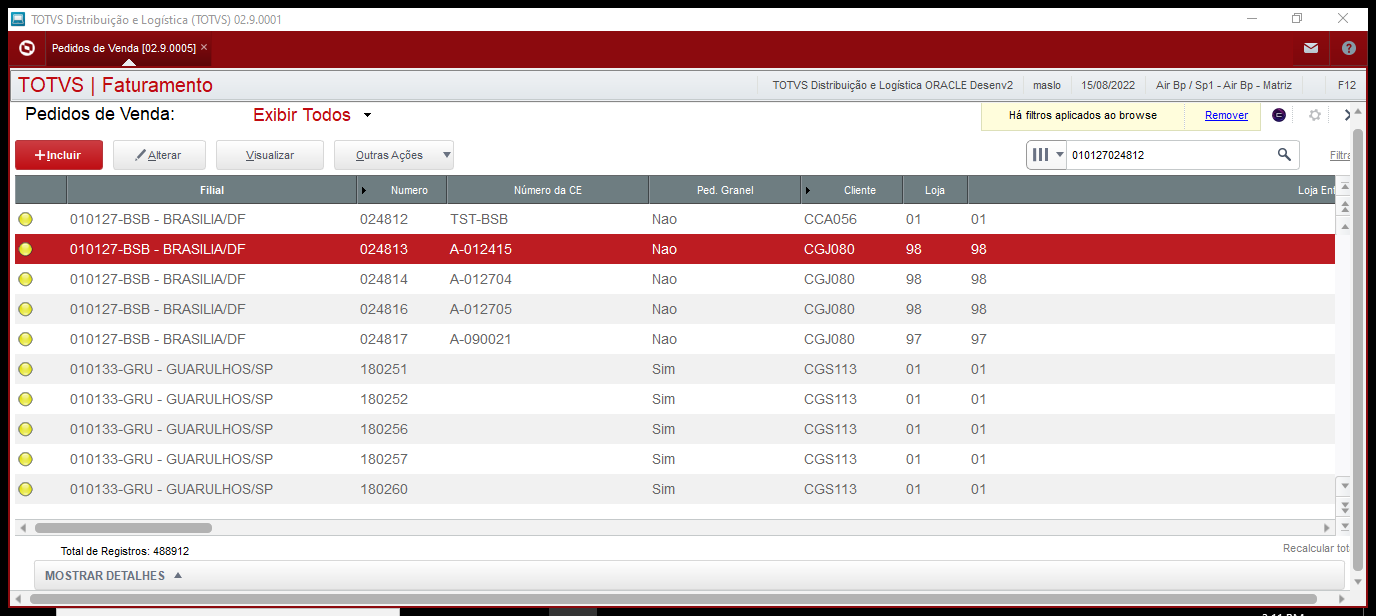 TOTVS Distribuição e Logística (TOTVS) 02.9.0001
Pedidos de Venda [02.9.0005] ×
TOTVS | Faturamento TOTVS Distribuição e Logística ORACLE Desenv2 maslo 15/08/2022 Air Bp / Sp1 - Air Bp - Matriz F12
Pedidos de Venda: Exibir Todos Há filtros aplicados ao browse Remover
+Incluir Alterar Visualizar Outras Ações 010127024812 Filtra
Filial Numero Número da CE Ped. Granel Cliente Loja Loja Ent
010127-BSB - BRASILIA/DF 024812 TST-BSB Nao CCA056 01 01
010127-BSB - BRASILIA/DF 024813 A-012415 Nao CGJ080 98 98
010127-BSB - BRASILIA/DF 024814 A-012704 Nao CGJ080 98 98
010127-BSB - BRASILIA/DF 024816 A-012705 Nao CGJ080 98 98
010127-BSB - BRASILIA/DF 024817 A-090021 Nao CGJ080 97 97
010133-GRU - GUARULHOS/SP 180251 Sim CGS113 01 01
010133-GRU - GUARULHOS/SP 180252 Sim CGS113 01 01
010133-GRU - GUARULHOS/SP 180256 Sim CGS113 01 01
010133-GRU - GUARULHOS/SP 180257 Sim CGS113 01 01
010133-GRU - GUARULHOS/SP 180260 Sim CGS113 01 01
Total de Registros: 488912 Recalcular tot
MOSTRAR DETALHES